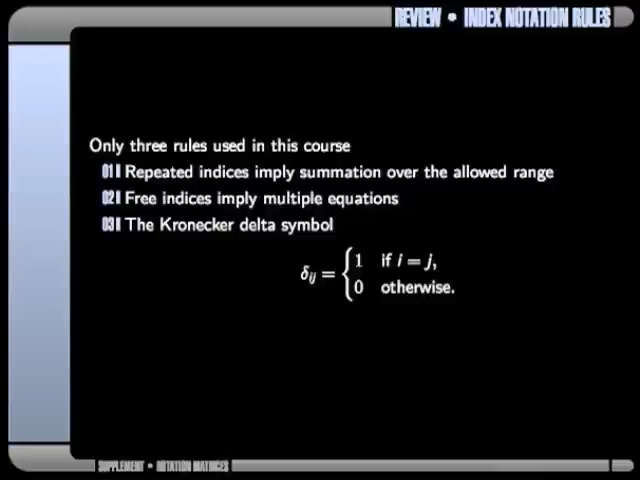 REVIEW • INDEX NOTATION RULES
Only three rules used in this course
01 Repeated indices imply summation over the allowed range
02 Free indices imply multiple equations
03 The Kronecker delta symbol
δij = { 1 if i = j,
0 otherwise.
SUPPLEMENT • NOTATION MATRICES